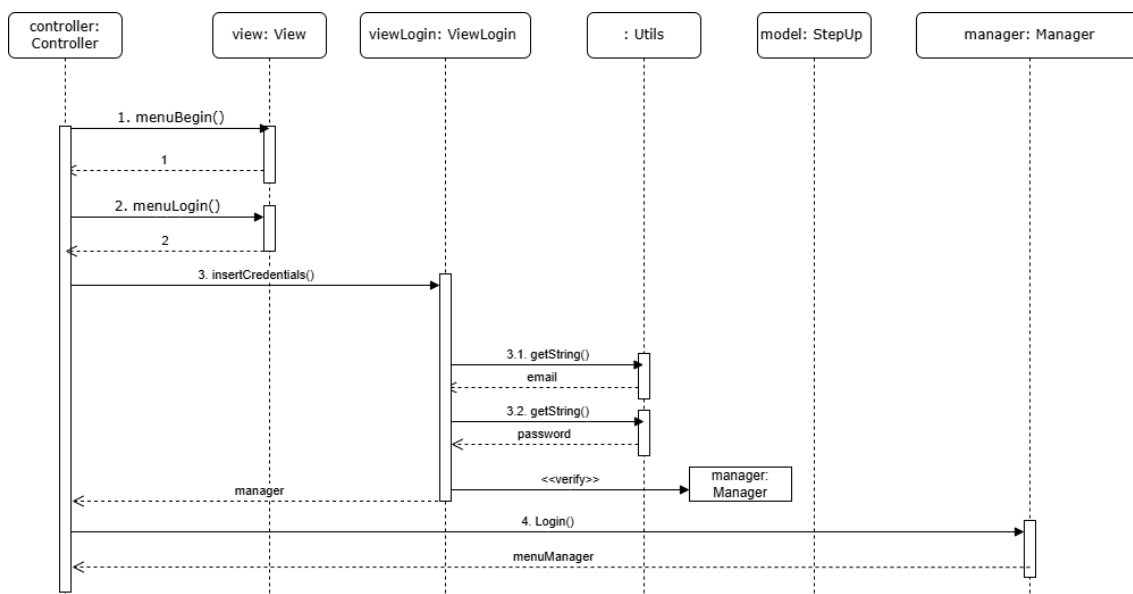 controller:
Controller
view: View
viewLogin: ViewLogin
: Utils
model: StepUp
manager: Manager
1. menuBegin()
1
2. menuLogin()
2
3. insertCredentials()
3.1. getString()
email
3.2. getString()
password
<<verify>>
manager:
Manager
manager
4. Login()
menuManager